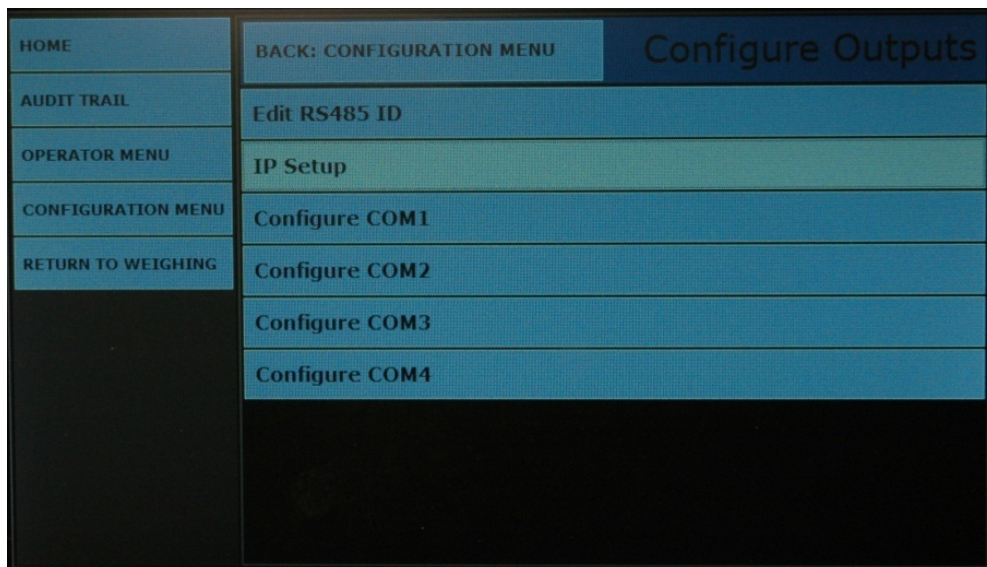 HOME
BACK: CONFIGURATION MENU
Configure Outputs
AUDIT TRAIL
OPERATOR MENU
CONFIGURATION MENU
RETURN TO WEIGHING
Edit RS485 ID
IP Setup
Configure COM1
Configure COM2
Configure COM3
Configure COM4